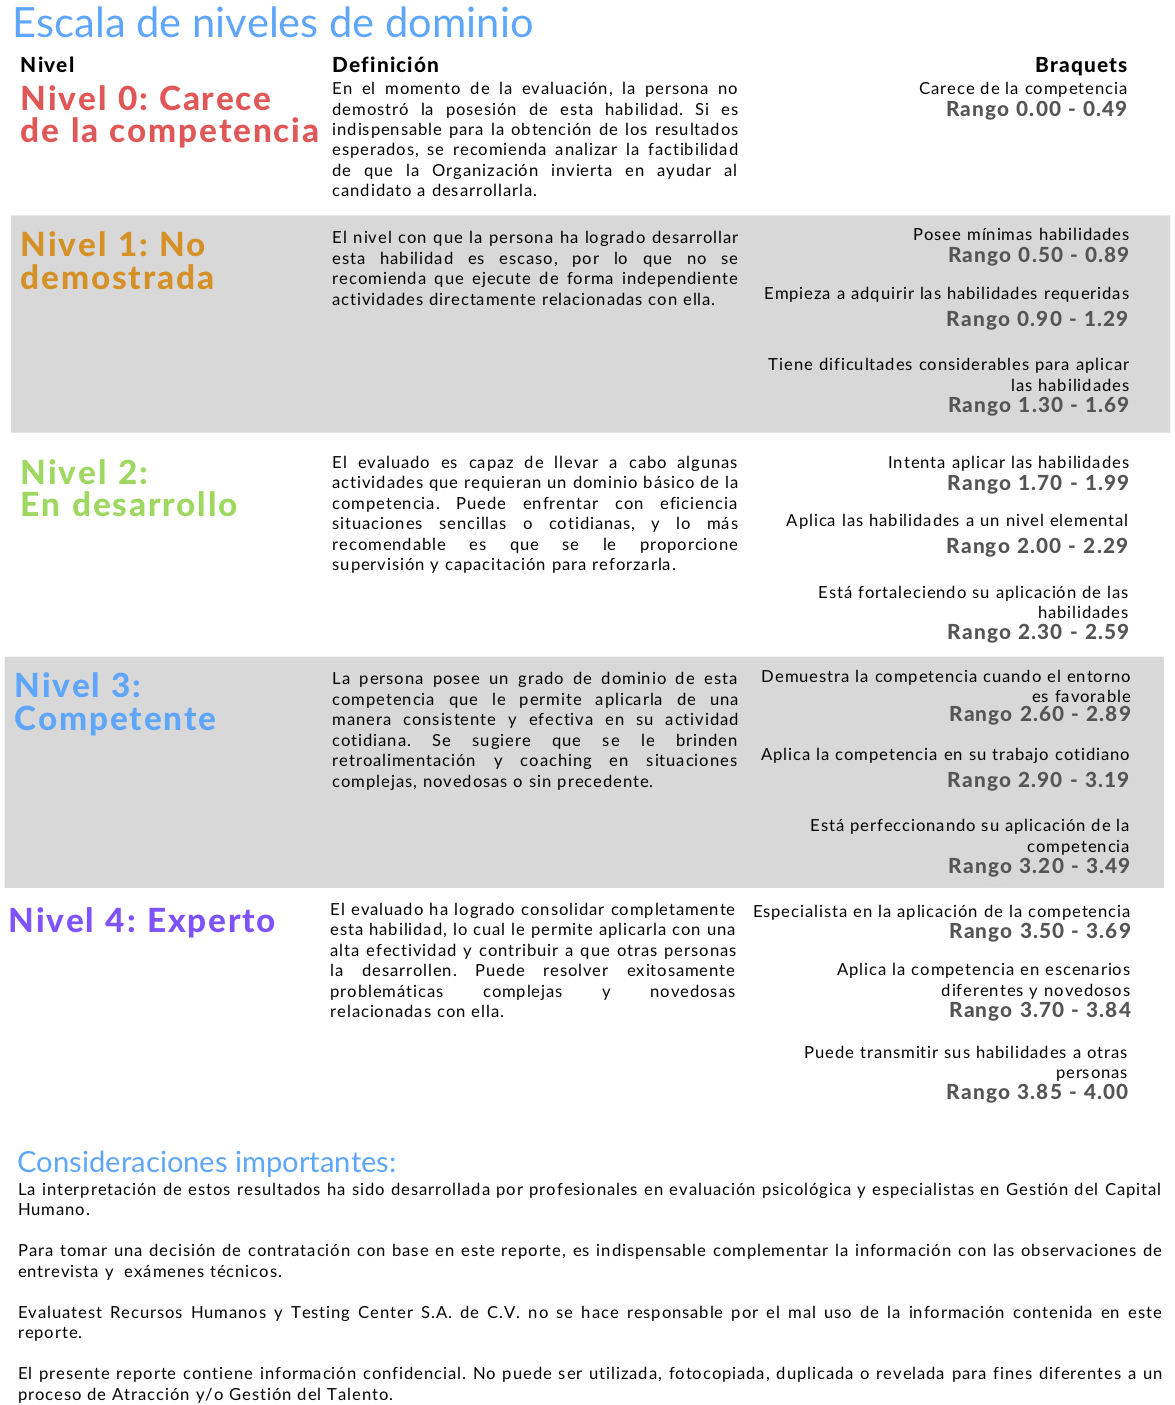 Escala de niveles de dominio
Nivel
Definición
Braquets
Nivel 0: Carece
de la competencia
En el momento de la evaluación, la persona no
demostró la posesión de esta habilidad. Si es
indispensable para la obtención de los resultados
esperados, se recomienda analizar la factibilidad
de que la Organización invierta en ayudar al
candidato a desarrollarla.
Carece de la competencia
Rango 0.00 - 0.49
Nivel 1: No
demostrada
El nivel con que la persona ha logrado desarrollar
esta habilidad es escaso, por lo que no se
recomienda que ejecute de forma independiente
actividades directamente relacionadas con ella.
Posee mínimas habilidades
Rango 0.50 - 0.89
Empieza a adquirir las habilidades requeridas
Rango 0.90 - 1.29
Tiene dificultades considerables para aplicar
las habilidades
Rango 1.30 - 1.69
Nivel 2:
En desarrollo
El evaluado es capaz de llevar a cabo algunas
actividades que requieran un dominio básico de la
competencia. Puede enfrentar con eficiencia
situaciones sencillas o cotidianas, y lo más
recomendable es que se le proporcione
supervisión y capacitación para reforzarla.
Intenta aplicar las habilidades
Rango 1.70 - 1.99
Aplica las habilidades a un nivel elemental
Rango 2.00 - 2.29
Está fortaleciendo su aplicación de las
habilidades
Rango 2.30 - 2.59
Nivel 3:
Competente
La persona posee un grado de dominio de esta
competencia que le permite aplicarla de una
manera consistente y efectiva en su actividad
cotidiana. Se sugiere que se le brinden
retroalimentación y coaching en situaciones
complejas, novedosas o sin precedente.
Demuestra la competencia cuando el entorno
es favorable
Rango 2.60 - 2.89
Aplica la competencia en su trabajo cotidiano
Rango 2.90 - 3.19
Está perfeccionando su aplicación de la
competencia
Rango 3.20 - 3.49
Nivel 4: Experto
El evaluado ha logrado consolidar completamente
esta habilidad, lo cual le permite aplicarla con una
alta efectividad y contribuir a que otras personas
la desarrollen. Puede resolver exitosamente
problemáticas complejas y novedosas
relacionadas con ella.
Especialista en la aplicación de la competencia
Rango 3.50 - 3.69
Aplica la competencia en escenarios
diferentes y novedosos
Rango 3.70 - 3.84
Puede transmitir sus habilidades a otras
personas
Rango 3.85 - 4.00
Consideraciones importantes:
La interpretación de estos resultados ha sido desarrollada por profesionales en evaluación psicológica y especialistas en Gestión del Capital
Humano.
Para tomar una decisión de contratación con base en este reporte, es indispensable complementar la información con las observaciones de
entrevista y exámenes técnicos.
Evaluatest Recursos Humanos y Testing Center S.A. de C.V. no se hace responsable por el mal uso de la información contenida en este
reporte.
El presente reporte contiene información confidencial. No puede ser utilizada, fotocopiada, duplicada o revelada para fines diferentes a un
proceso de Atracción y/o Gestión del Talento.